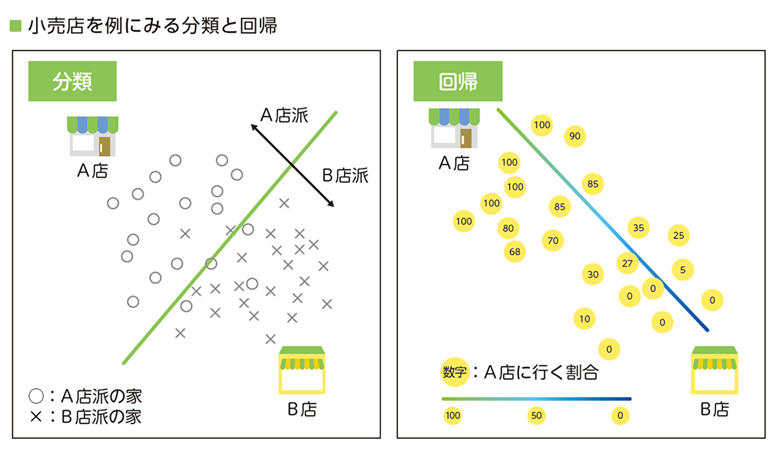 ■ 小売店を例にみる分類と回帰
分類
A店
A店派
B店派
B店
○：A店派の家
×：B店派の家
回帰
A店
100
90
100
100
85
100
85
100
80
35
25
70
68
27
5
30
0
0
0
10
0
0
数字：A店に行く割合
100 50 0
B店